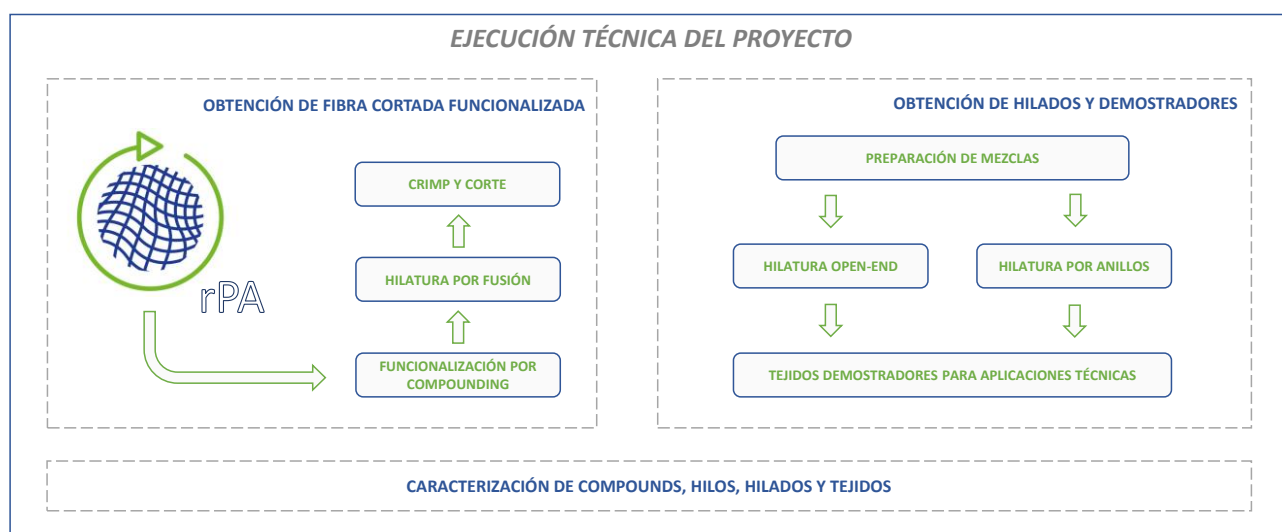 EJECUCIÓN TÉCNICA DEL PROYECTO
OBTENCIÓN DE FIBRA CORTADA FUNCIONALIZADA
rPA
CRIMP Y CORTE
HILATURA POR FUSIÓN
FUNCIONALIZACIÓN POR
COMPOUNDING
OBTENCIÓN DE HILADOS Y DEMOSTRADORES
PREPARACIÓN DE MEZCLAS
HILATURA OPEN-END
HILATURA POR ANILLOS
TEJIDOS DEMOSTRADORES PARA APLICACIONES TÉCNICAS
CARACTERIZACIÓN DE COMPOUNDS, HILOS, HILADOS Y TEJIDOS